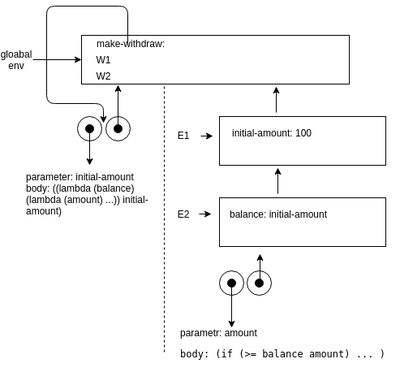 make-withdraw:
gloabal
env
W1
W2
E1
initial-amount: 100
parameter: initial-amount
body: ((lambda (balance)
(lambda (amount) ...)) initial-
amount)
E2
balance: initial-amount
parametr: amount
body: (if (>= balance amount) ... )